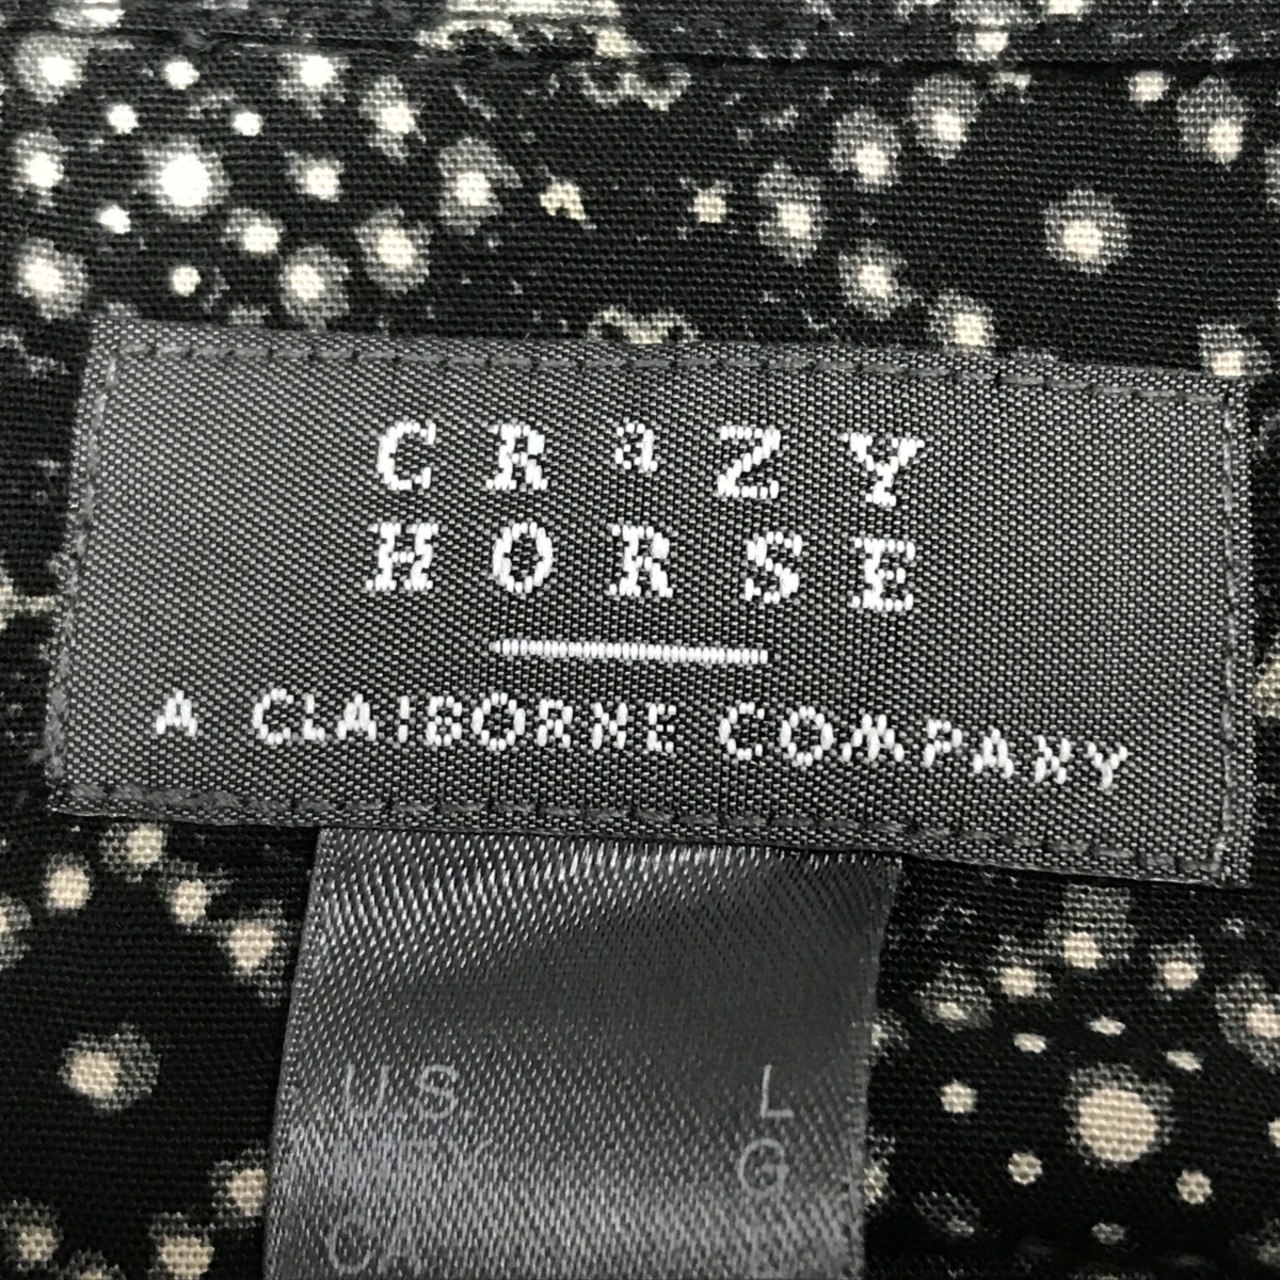 CRaZY
HORSE
A CLAIBORNE COMPANY
U.S. L
G